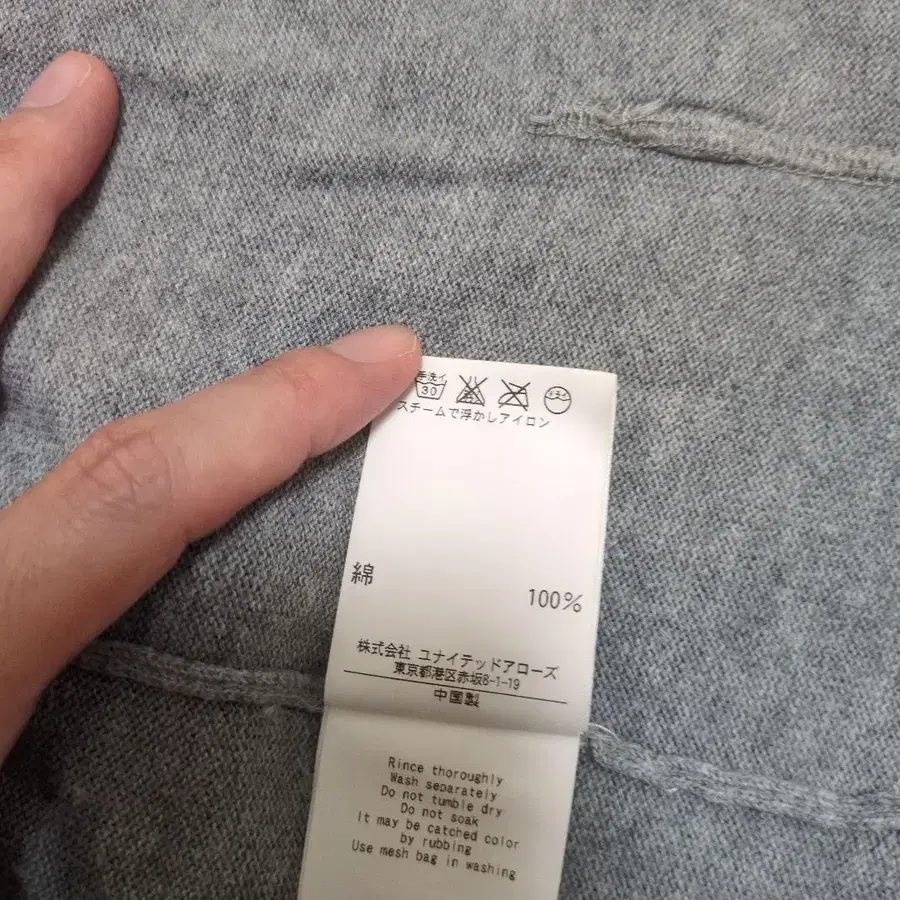 手洗イ
30
ドライ
スチームで浮かしアイロン
綿
100%
株式会社 ユナイテッドアローズ
東京都港区赤坂8-1-19
中国製
Rince thoroughly
Wash separately
Do not tumble dry
Do not soak
It may be catched color
by rubbing
Use mesh bag in washing